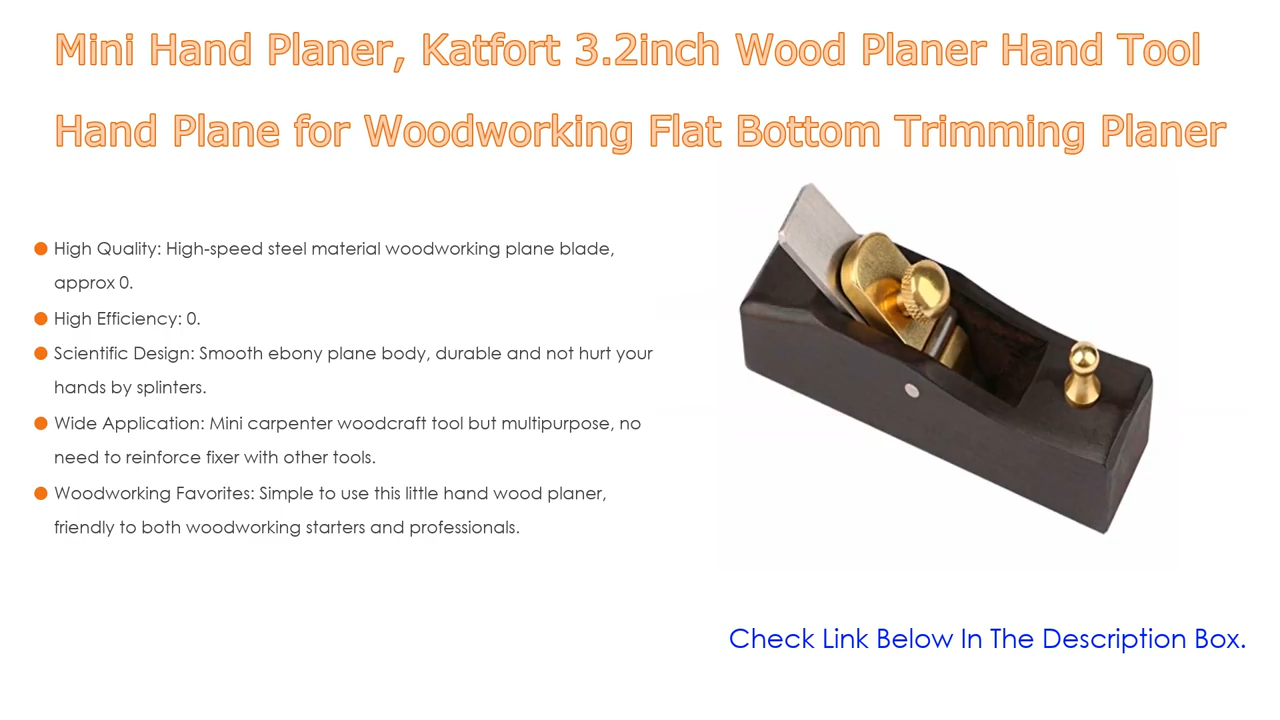 Mini Hand Planer, Katfort 3.2inch Wood Planer Hand Tool
Hand Plane for Woodworking Flat Bottom Trimming Planer
High Quality: High-speed steel material woodworking plane blade,
approx 0.
High Efficiency: 0.
Scientific Design: Smooth ebony plane body, durable and not hurt your
hands by splinters.
Wide Application: Mini carpenter woodcraft tool but multipurpose, no
need to reinforce fixer with other tools.
Woodworking Favorites: Simple to use this little hand wood planer,
friendly to both woodworking starters and professionals.
Check Link Below In The Description Box.